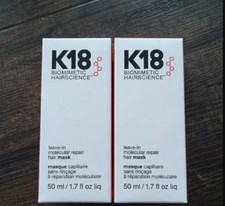 K18
BIOMIMETIC
HAIRSCIENCE
leave-in
molecular repair
hair mask
masque capillaire
sans rinçage
à réparation moléculaire
50 ml / 1.7 fl oz liq
K18
BIOMIMETIC
HAIRSCIENCE
leave-in
molecular repair
hair mask
masque capillaire
sans rinçage
à réparation moléculaire
50 ml / 1.7 fl oz liq